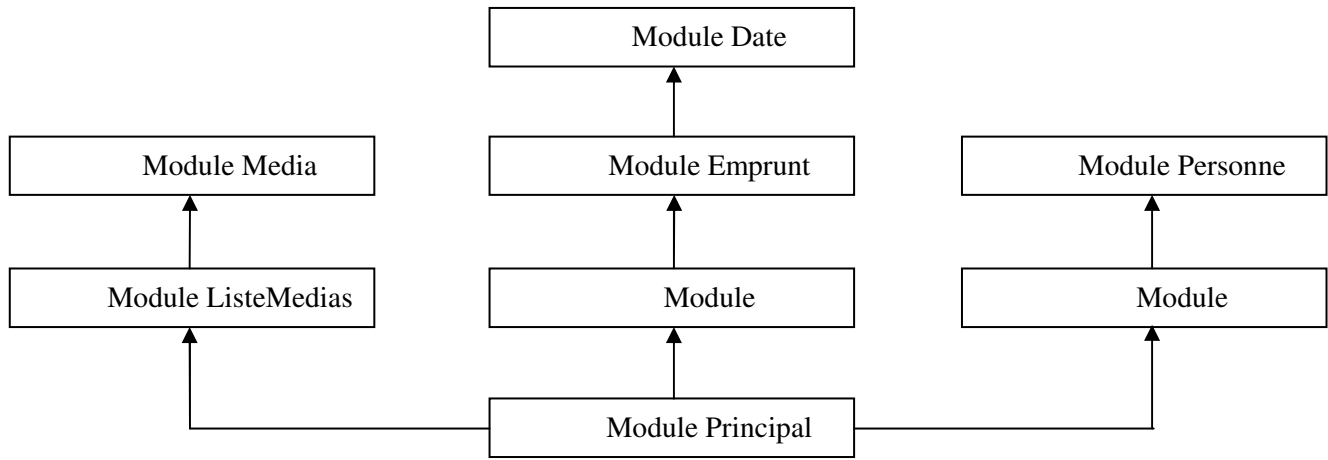 Module Date
Module Media
Module Emprunt
Module Personne
Module ListeMedias
Module
Module
Module Principal